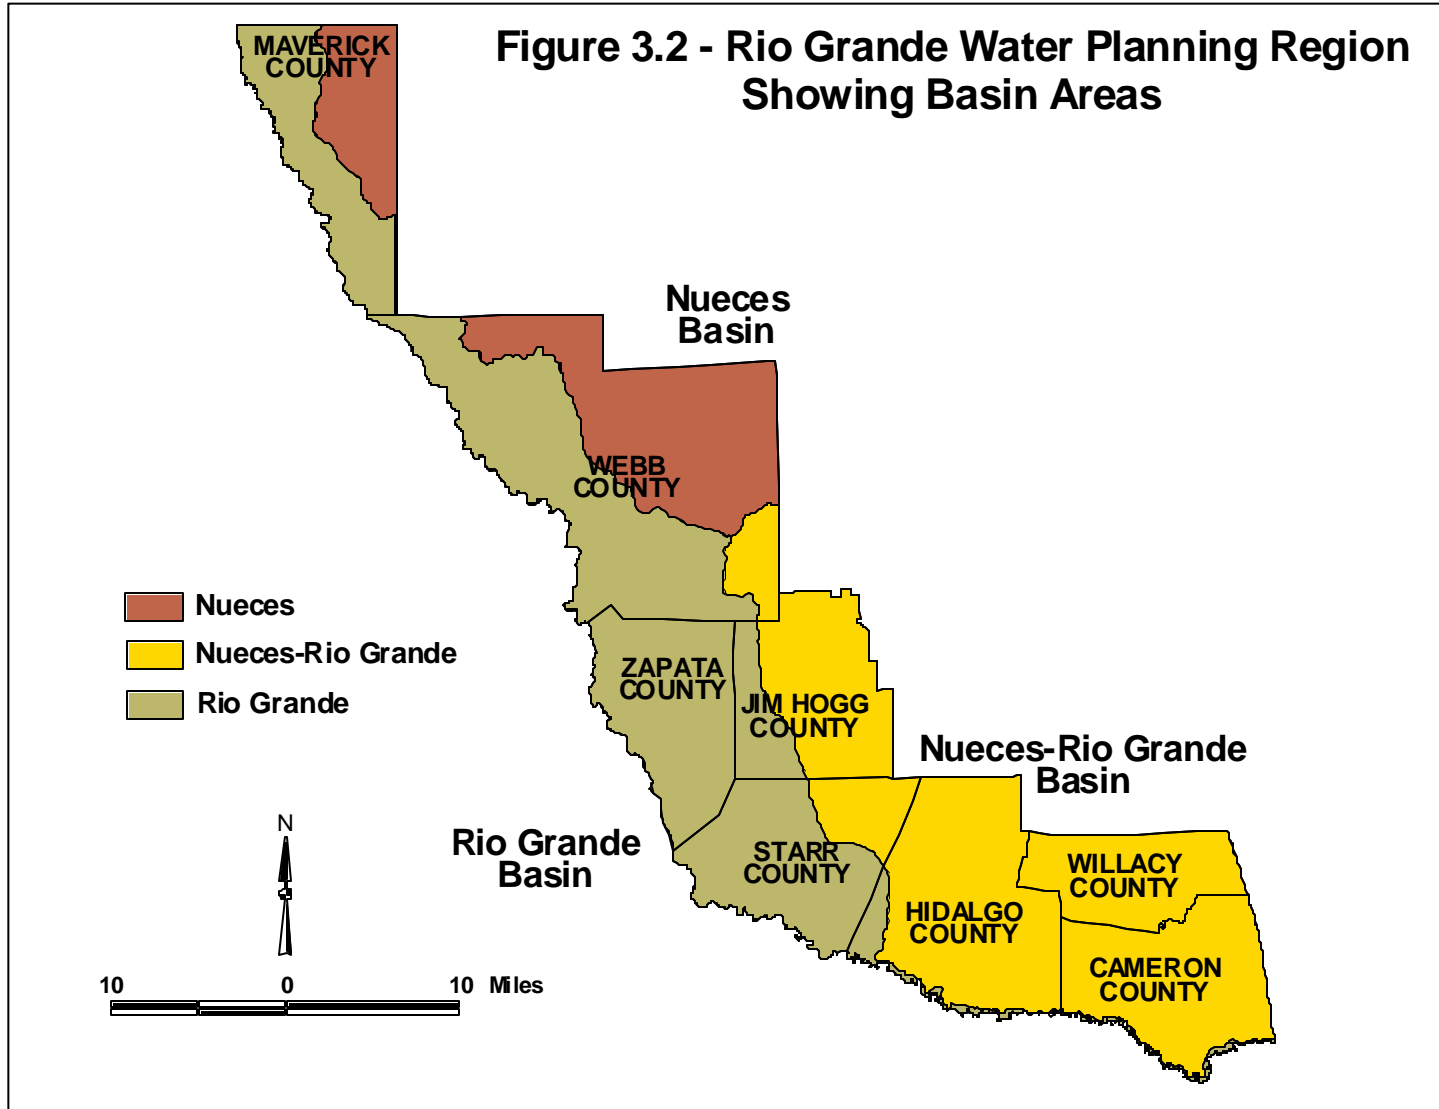 Figure 3.2 - Rio Grande Water Planning Region
Showing Basin Areas
MAVERICK
COUNTY
Nueces
Basin
WEBB
COUNTY
Nueces
Nueces-Rio Grande
Rio Grande
ZAPATA
COUNTY
JIM HOGG
COUNTY
Nueces-Rio Grande
Basin
Rio Grande
Basin
STARR
COUNTY
WILLACY
COUNTY
HIDALGO
COUNTY
CAMERON
COUNTY
N
10 0 10 Miles